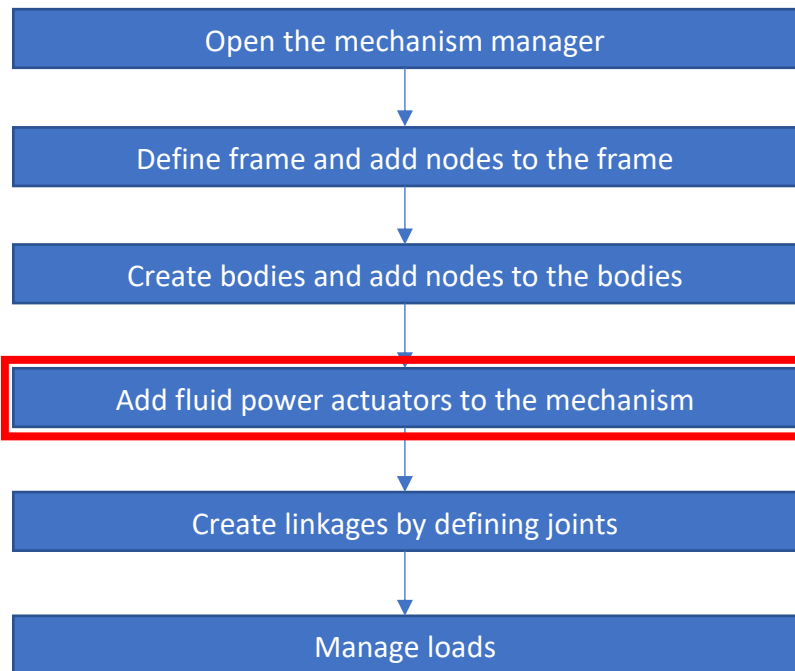 Open the mechanism manager
Define frame and add nodes to the frame
Create bodies and add nodes to the bodies
Add fluid power actuators to the mechanism
Create linkages by defining joints
Manage loads